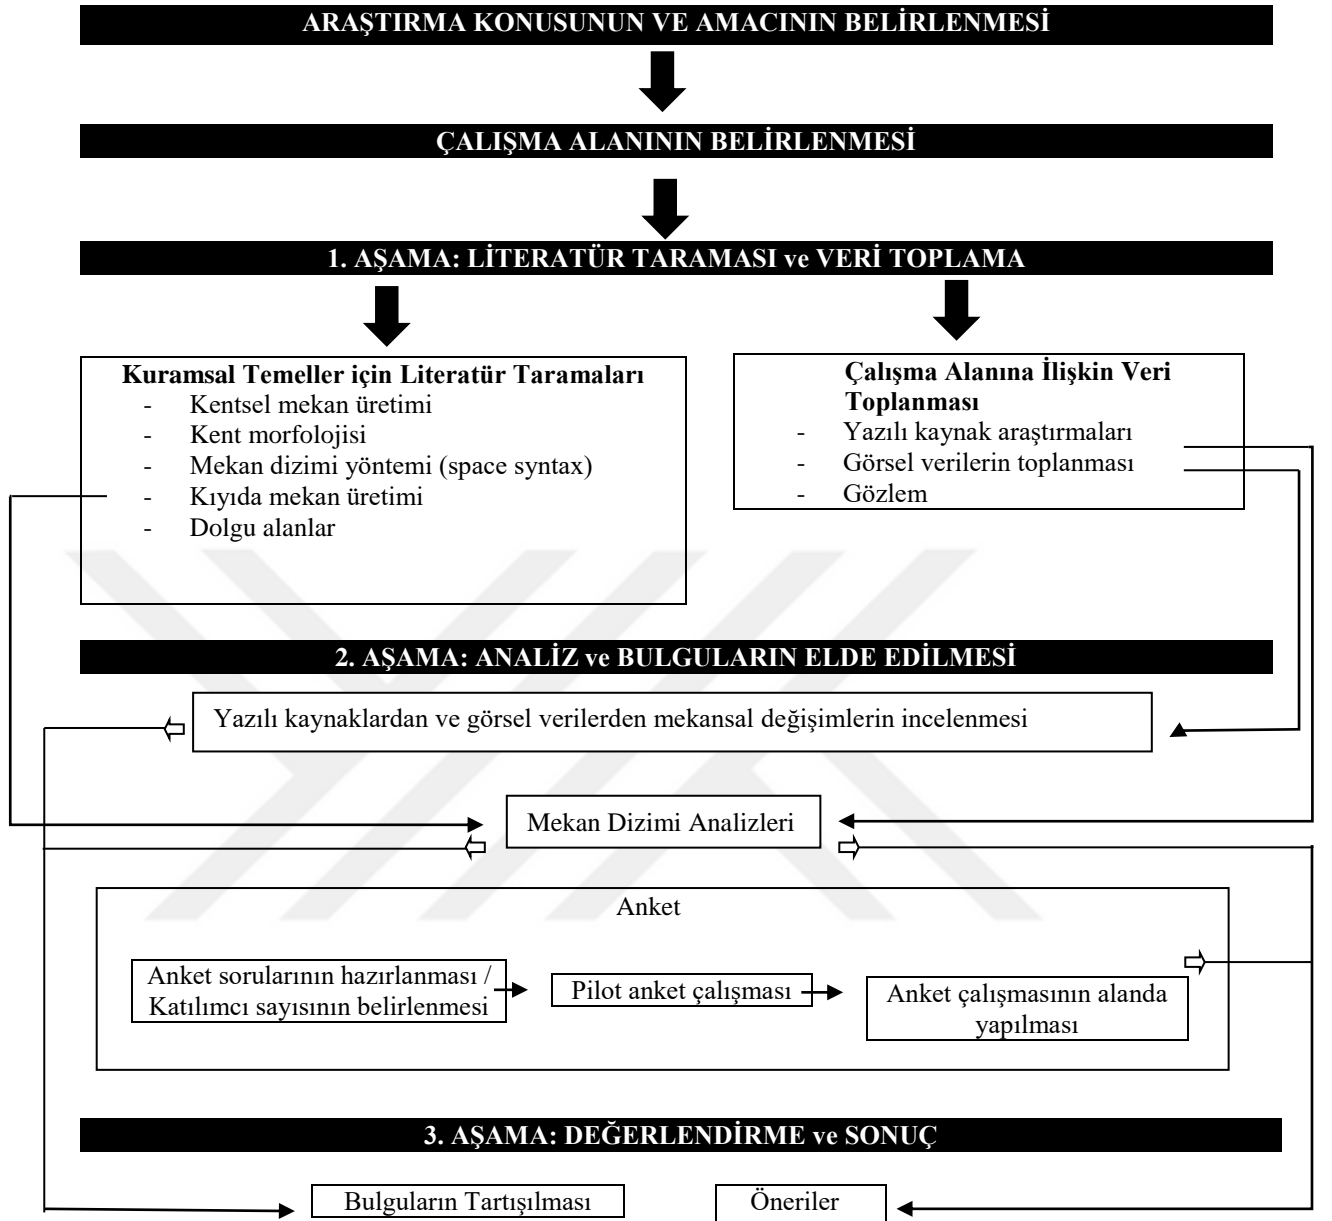 ARAŞTIRMA KONUSUNUN VE AMACININ BELİRLENMESİ
ÇALIŞMA ALANININ BELİRLENMESİ
1. AŞAMA: LİTERATÜR TARAMASI ve VERİ TOPLAMA
Kuramsal Temeller için Literatür Taramaları
- Kentsel mekan üretimi
- Kent morfolojisi
- Mekan dizimi yöntemi (space syntax)
- Kıyıda mekan üretimi
- Dolgu alanlar
Çalışma Alanına İlişkin Veri
Toplanması
- Yazılı kaynak araştırmaları
- Görsel verilerin toplanması
- Gözlem
2. AŞAMA: ANALİZ ve BULGULARIN ELDE EDİLMESİ
Yazılı kaynaklardan ve görsel verilerden mekansal değişimlerin incelenmesi
Mekan Dizimi Analizleri
Anket
Anket sorularının hazırlanması /
Katılımcı sayısının belirlenmesi
Pilot anket çalışması
Anket çalışmasının alanda
yapılması
3. AŞAMA: DEĞERLENDİRME ve SONUÇ
Bulguların Tartışılması
Öneriler